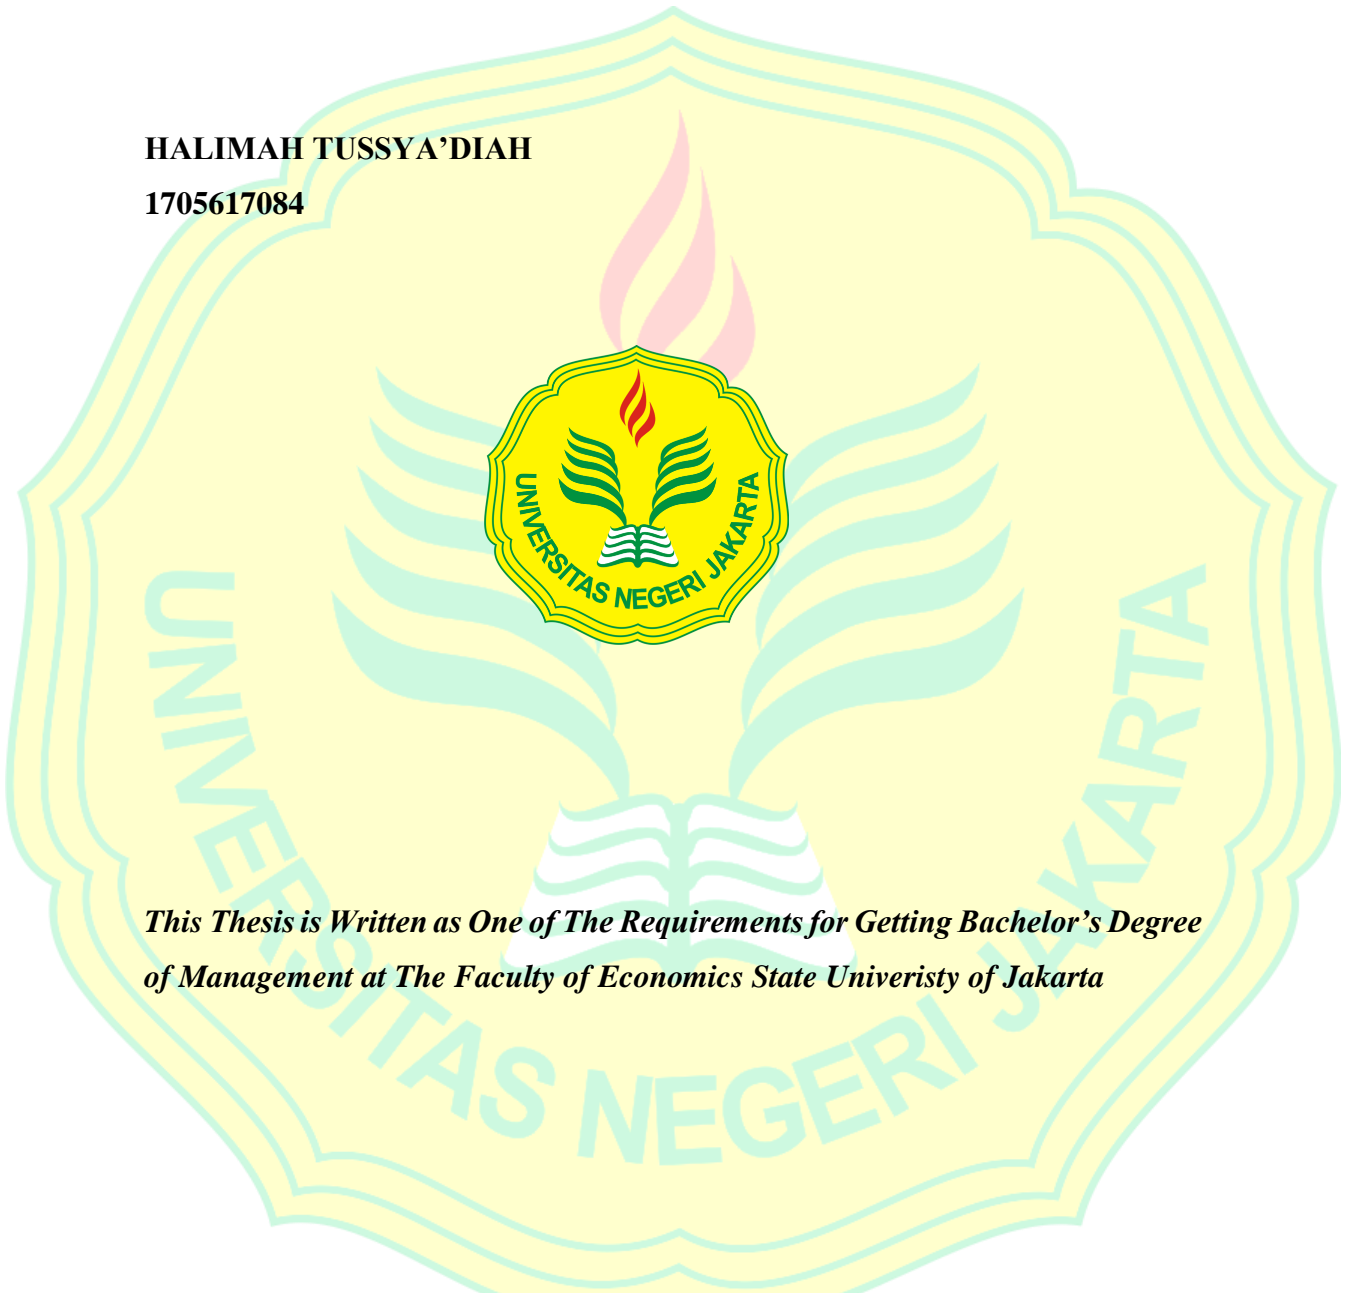 HALIMAH TUSSYA’DIAH
1705617084
UNIVERSITAS NEGERI JAKARTA
UNIVERSITAS NEGERI JAKARTA
This Thesis is Written as One of The Requirements for Getting Bachelor’s Degree
of Management at The Faculty of Economics State Univeristy of Jakarta